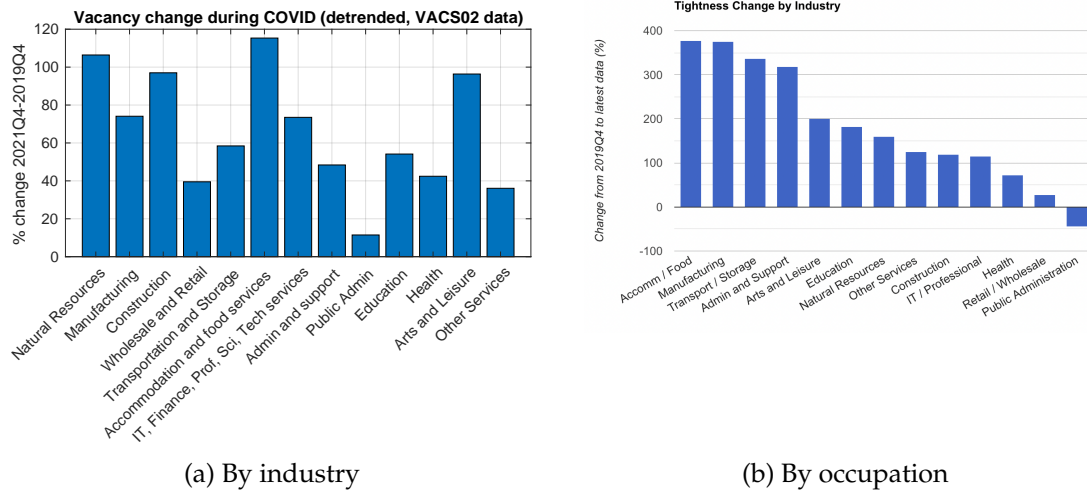 Vacancy change during COVID (detrended, VACS02 data)
% change 2021Q4-2019Q4
120
100
80
60
40
20
0
Natural Resources
Manufacturing
Construction
Wholesale and Retail
Transportation and Storage
Accommodation and food services
IT, Finance, Prof, Sci, Tech services
Admin and support
Public Admin
Education
Health
Arts and Leisure
Other Services
(a) By industry
Tightness Change by Industry
Change from 2019Q4 to latest data (%)
400
300
200
100
0
-100
Accomm / Food
Manufacturing
Transport / Storage
Admin and Support
Arts and Leisure
Education
Natural Resources
Other Services
Construction
IT / Professional
Health
Retail / Wholesale
Public Administration
(b) By occupation